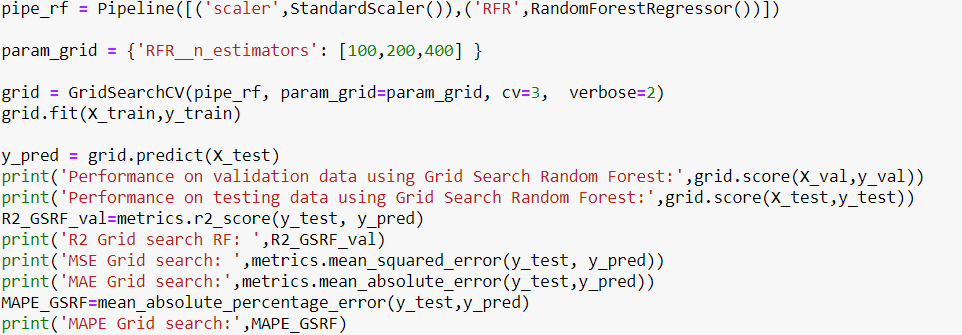 pipe_rf = Pipeline([('scaler',StandardScaler()),('RFR',RandomForestRegressor())])
param_grid = {'RFR__n_estimators': [100,200,400] }
grid = GridSearchCV(pipe_rf, param_grid=param_grid, cv=3,  verbose=2)
grid.fit(X_train,y_train)
y_pred = grid.predict(X_test)
print('Performance on validation data using Grid Search Random Forest:',grid.score(X_val,y_val))
print('Performance on testing data using Grid Search Random Forest:',grid.score(X_test,y_test))
R2_GSRF_val=metrics.r2_score(y_test, y_pred)
print('R2 Grid search RF: ',R2_GSRF_val)
print('MSE Grid search: ',metrics.mean_squared_error(y_test, y_pred))
print('MAE Grid search:',metrics.mean_absolute_error(y_test,y_pred))
MAPE_GSRF=mean_absolute_percentage_error(y_test,y_pred)
print('MAPE Grid search:',MAPE_GSRF)